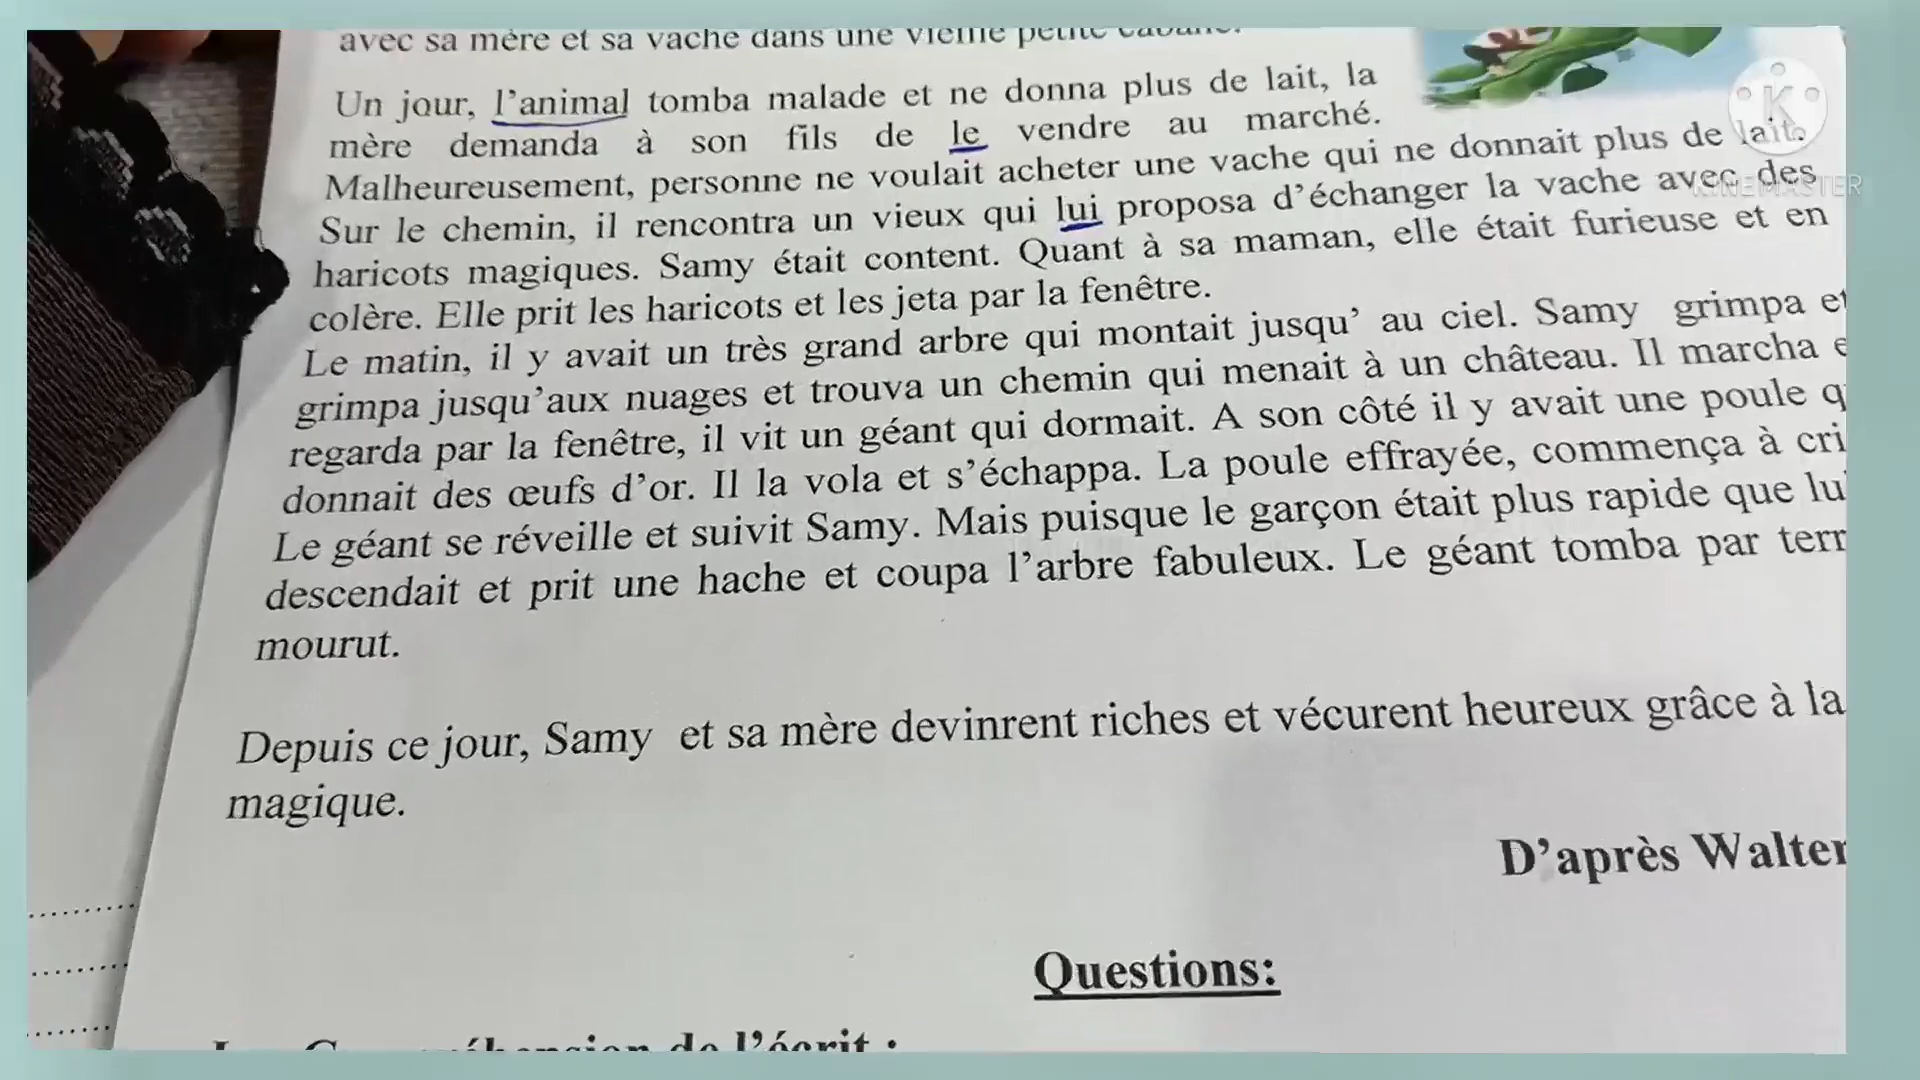 avec sa mère et sa vache dans une vieille petite cabane.
Un jour, l'animal tomba malade et ne donna plus de lait, la
mère demanda à son fils de le vendre au marché.
Malheureusement, personne ne voulait acheter une vache qui ne donnait plus de lait.
Sur le chemin, il rencontra un vieux qui lui proposa d'échanger la vache avec des
haricots magiques. Samy était content. Quant à sa maman, elle était furieuse et en
colère. Elle prit les haricots et les jeta par la fenêtre.
Le matin, il y avait un très grand arbre qui montait jusqu' au ciel. Samy grimpa et
grimpa jusqu'aux nuages et trouva un chemin qui menait à un château. Il marcha e
regarda par la fenêtre, il vit un géant qui dormait. A son côté il y avait une poule q
donnait des œufs d'or. Il la vola et s'échappa. La poule effrayée, commença à cri
Le géant se réveille et suivit Samy. Mais puisque le garçon était plus rapide que lu
descendait et prit une hache et coupa l'arbre fabuleux. Le géant tomba par terr
mourut.
Depuis ce jour, Samy et sa mère devinrent riches et vécurent heureux grâce à la
magique.
D'après Walter
Questions:
de l'écrit :
K
KINEMASTER